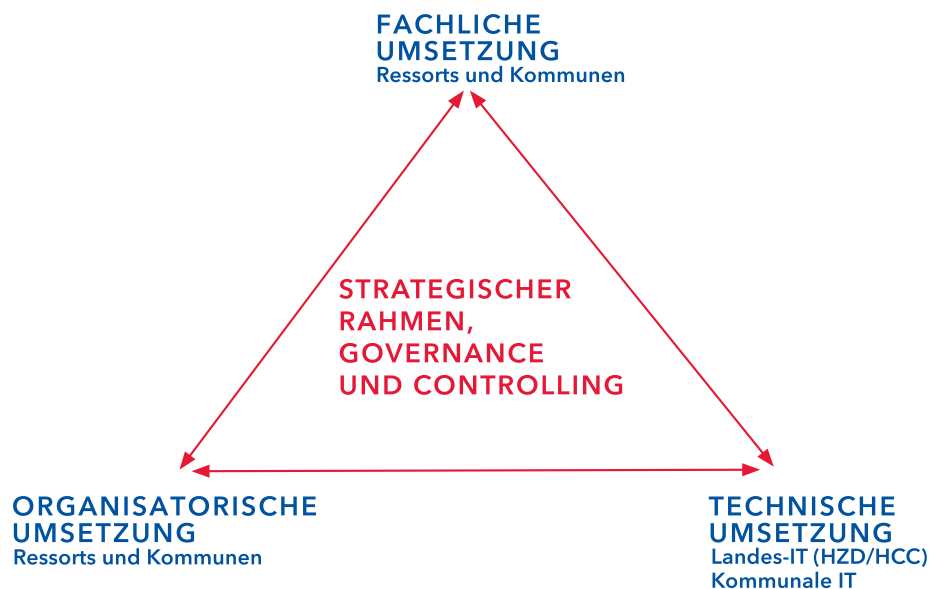 FACHLICHE
UMSETZUNG
Ressorts und Kommunen
STRATEGISCHER
RAHMEN,
GOVERNANCE
UND CONTROLLING
ORGANISATORISCHE
UMSETZUNG
Ressorts und Kommunen
TECHNISCHE
UMSETZUNG
Landes-IT (HZD/HCC)
Kommunale IT